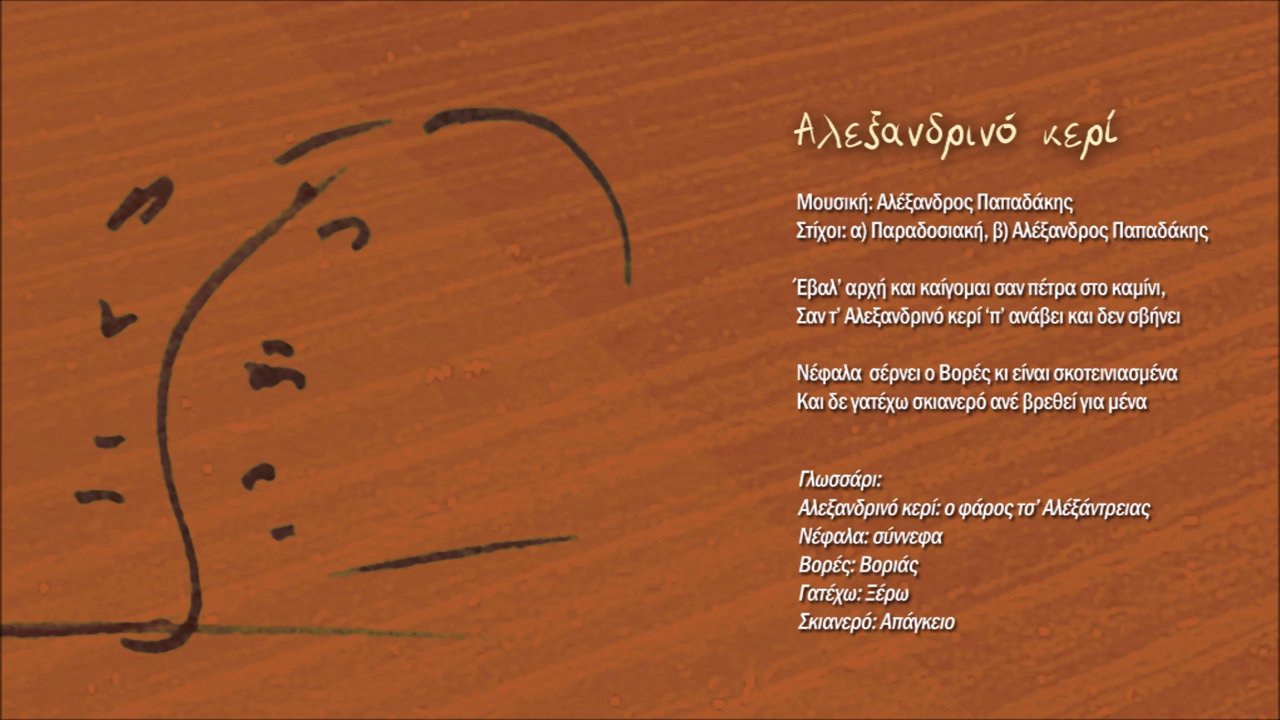 Αλεξανδρινό κερί
Μουσική: Αλέξανδρος Παπαδάκης
Στίχοι: α) Παραδοσιακή, β) Αλέξανδρος Παπαδάκης
Έβαλ’ αρχή και καίγομαι σαν πέτρα στο καμίνι,
Σαν τ’ Αλεξανδρινό κερί ‘π’ ανάβει και δεν σβήνει
Νέφαλα  σέρνει ο Βορές κι είναι σκοτεινιασμένα
Και δε γατέχω σκιανερό ανέ βρεθεί για μένα
Γλωσσάρι:
Αλεξανδρινό κερί: ο φάρος τσ’ Αλέξάντρειας
Νέφαλα: σύννεφα
Βορές: Βοριάς
Γατέχω: Ξέρω
Σκιανερό: Απάγκειο